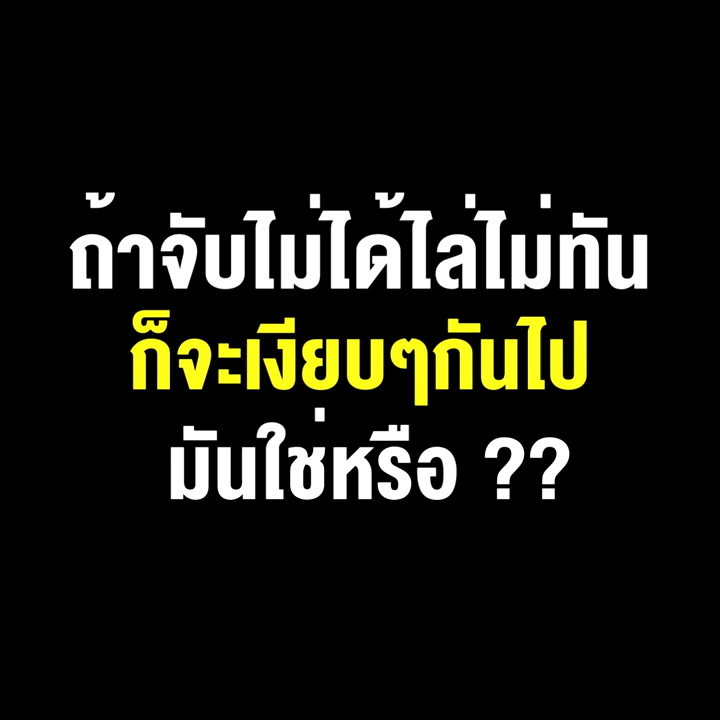 ถ้าจับไม่ได้ไล่ไม่ทัน
ก็จะเงียบๆกันไป
มันใช่หรือ ??